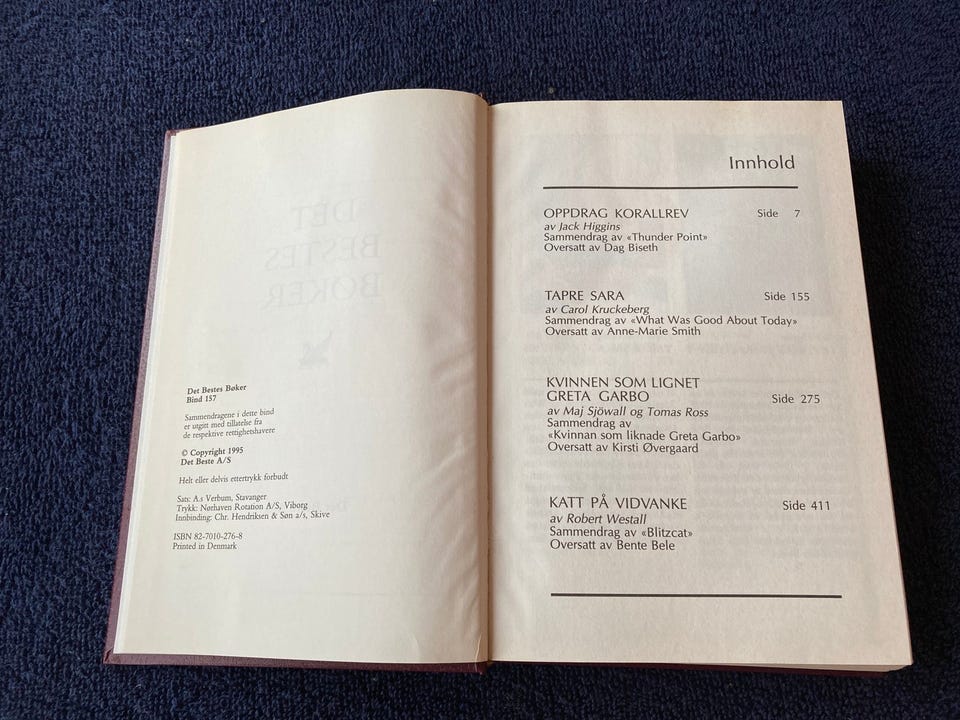 Det Bestes Bøker
Bind 157
Sammendragene i dette bind
er utgitt med tillatelse fra
de respektive rettighetshavere
© Copyright 1995
Det Beste A/S
Helt eller delvis ettertrykk forbudt
Sats: A.s Verbum, Stavanger
Trykk: Nørhaven Rotation A/S, Viborg
Innbinding: Chr. Hendriksen & Søn a/s, Skive
ISBN 82-7010-276-8
Printed in Denmark
Innhold
OPPDRAG KORALLREV Side 7
av Jack Higgins
Sammendrag av «Thunder Point»
Oversatt av Dag Biseth
TAPRE SARA Side 155
av Carol Kruckeberg
Sammendrag av «What Was Good About Today»
Oversatt av Anne-Marie Smith
KVINNEN SOM LIGNET
GRETA GARBO Side 275
av Maj Sjöwall og Tomas Ross
Sammendrag av
«Kvinnan som liknade Greta Garbo»
Oversatt av Kirsti Øvergaard
KATT PÅ VIDVANKE Side 411
av Robert Westall
Sammendrag av «Blitzcat»
Oversatt av Bente Bele
DET
BESTES
BØKER